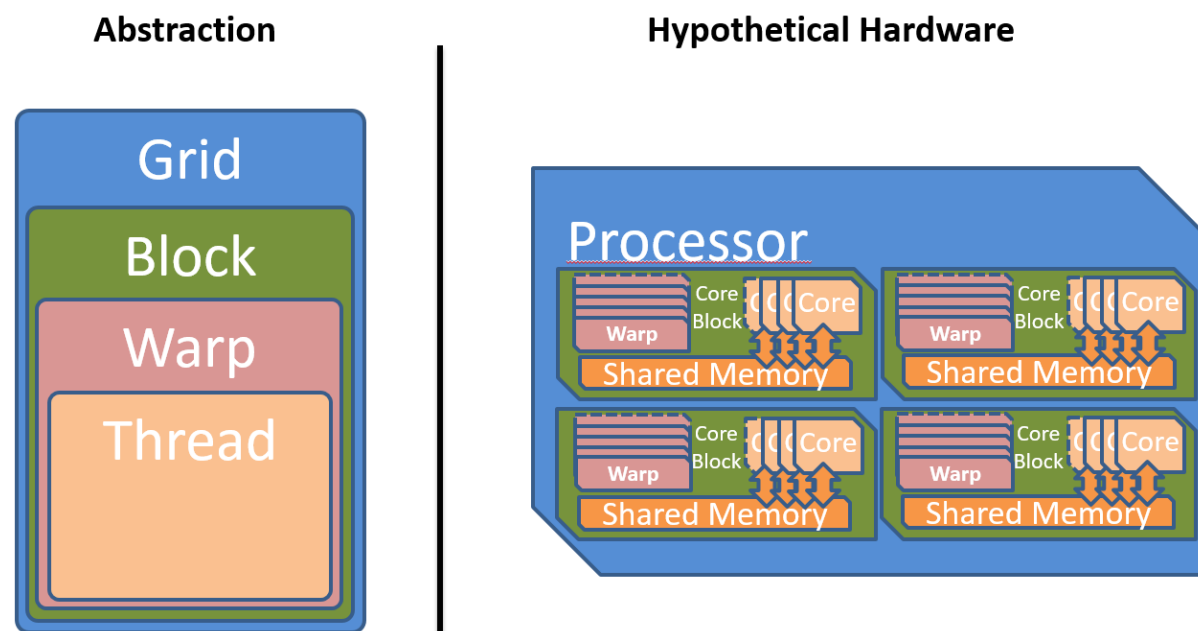 Abstraction
Hypothetical Hardware
Grid
Block
Warp
Thread
Processor
Warp
Core
Block
C
C
C
Core
Shared Memory
Warp
Core
Block
C
C
C
Core
Shared Memory
Warp
Core
Block
C
C
C
Core
Shared Memory
Warp
Core
Block
C
C
C
Core
Shared Memory